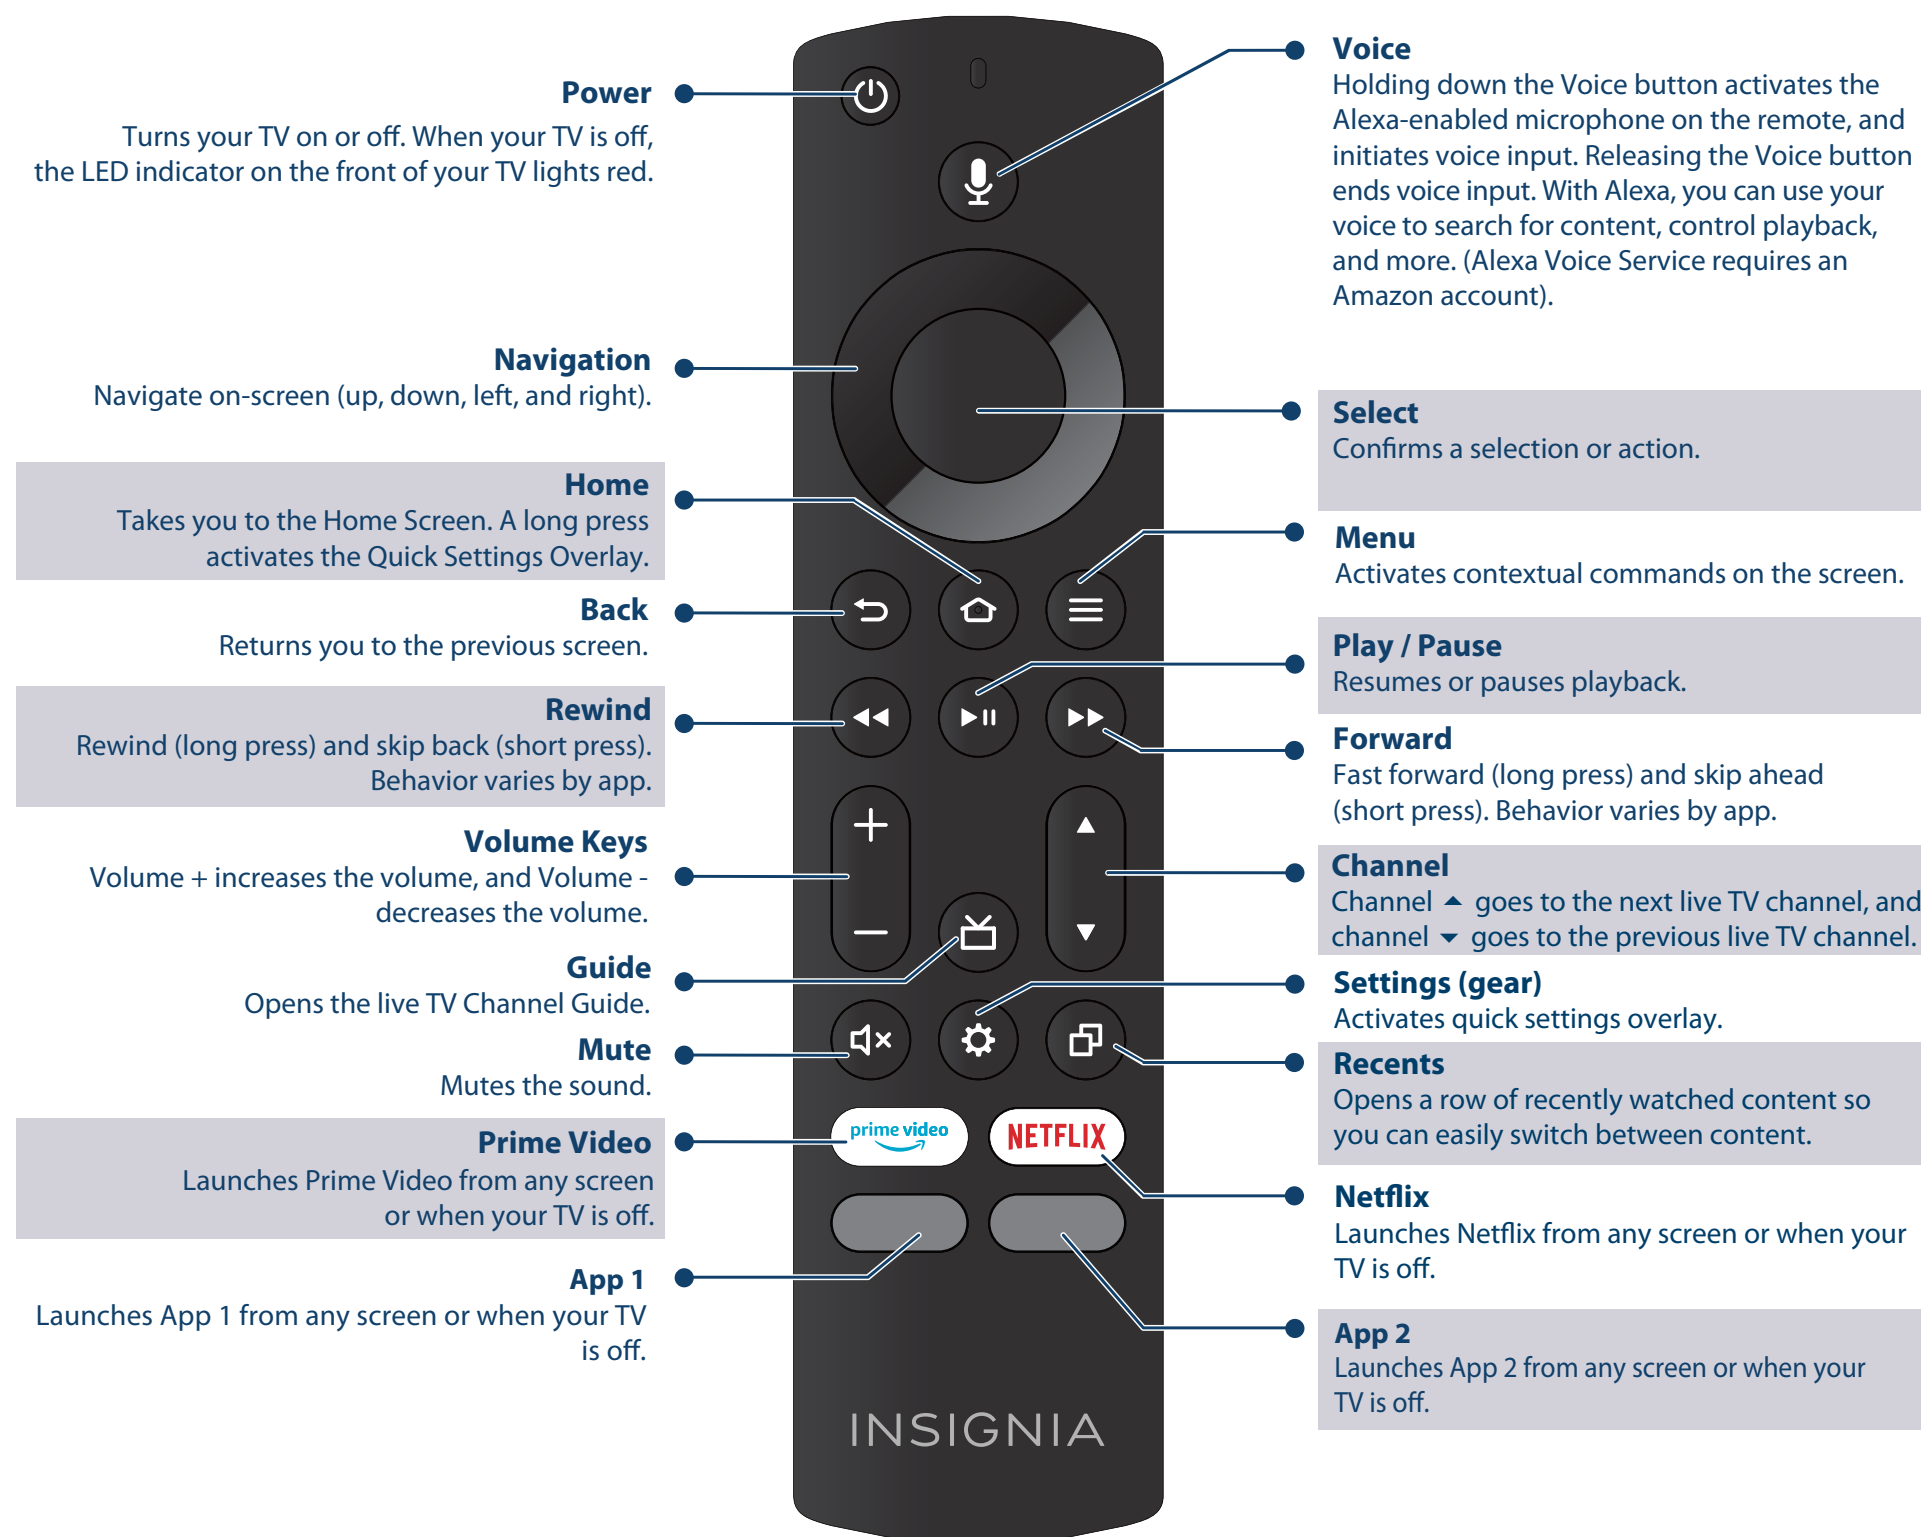 Power
Turns your TV on or off. When your TV is off,
the LED indicator on the front of your TV lights red.
Navigation
Navigate on-screen (up, down, left, and right).
Home
Takes you to the Home Screen. A long press
activates the Quick Settings Overlay.
Back
Returns you to the previous screen.
Rewind
Rewind (long press) and skip back (short press).
Behavior varies by app.
Volume Keys
Volume + increases the volume, and Volume -
decreases the volume.
Guide
Opens the live TV Channel Guide.
Mute
Mutes the sound.
Prime Video
Launches Prime Video from any screen
or when your TV is off.
App 1
Launches App 1 from any screen or when your TV
is off.
prime video
NETFLIX
INSIGNIA
Voice
Holding down the Voice button activates the
Alexa-enabled microphone on the remote, and
initiates voice input. Releasing the Voice button
ends voice input. With Alexa, you can use your
voice to search for content, control playback,
and more. (Alexa Voice Service requires an
Amazon account).
Select
Confirms a selection or action.
Menu
Activates contextual commands on the screen.
Play / Pause
Resumes or pauses playback.
Forward
Fast forward (long press) and skip ahead
(short press). Behavior varies by app.
Channel
Channel ▲ goes to the next live TV channel, and
channel ▼ goes to the previous live TV channel.
Settings (gear)
Activates quick settings overlay.
Recents
Opens a row of recently watched content so
you can easily switch between content.
Netflix
Launches Netflix from any screen or when your
TV is off.
App 2
Launches App 2 from any screen or when your
TV is off.